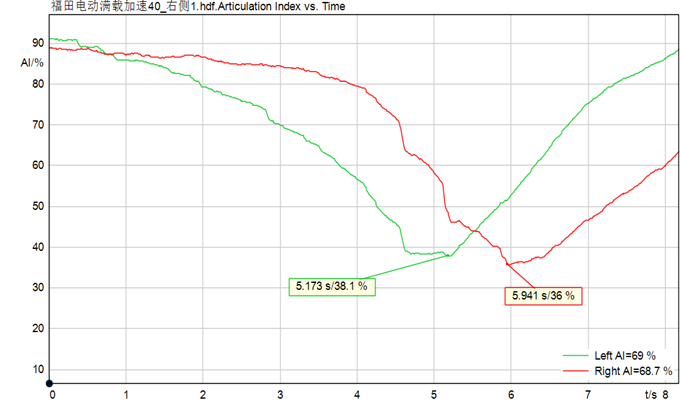 福田电动满载加速40_右侧1.hdf.Articulation Index vs. Time
90
AI/%
80
70
60
50
40
30
20
10
5.173 s/38.1 %
5.941 s/36 %
Left AI=69 %
Right AI=68.7 %
0 1 2 3 4 5 6 7 t/s 8